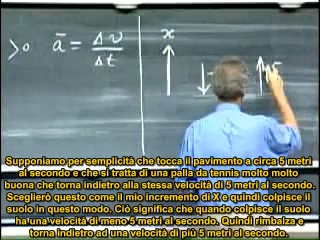 >0 ā = Δv / Δt
x
Supponiamo per semplicità che tocca il pavimento a circa 5 metri
al secondo e che si tratta di una palla da tennis molto molto
buona che torna indietro alla stessa velocità di 5 metri al secondo.
Sceglierò questo come il mio incremento di X e quindi colpisce il
suolo in questo modo. Ciò significa che quando colpisce il suolo
ha una velocità di meno 5 metri al secondo. Quindi rimbalza e
torna indietro ad una velocità di più 5 metri al secondo.